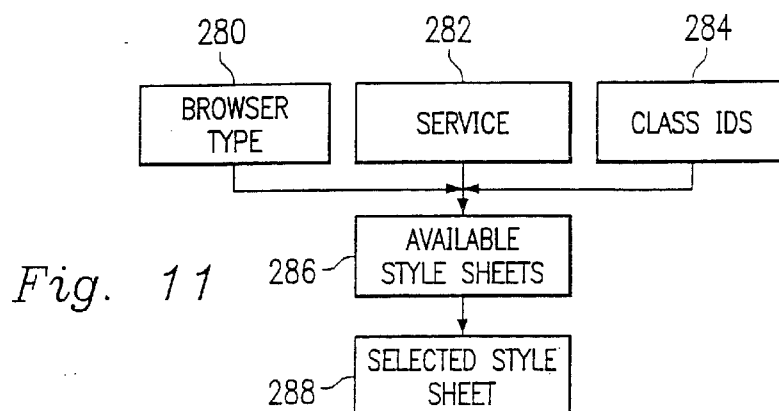 280
282
284
BROWSER
TYPE
SERVICE
CLASS IDS
286
AVAILABLE
STYLE SHEETS
Fig. 11
288
SELECTED STYLE
SHEET